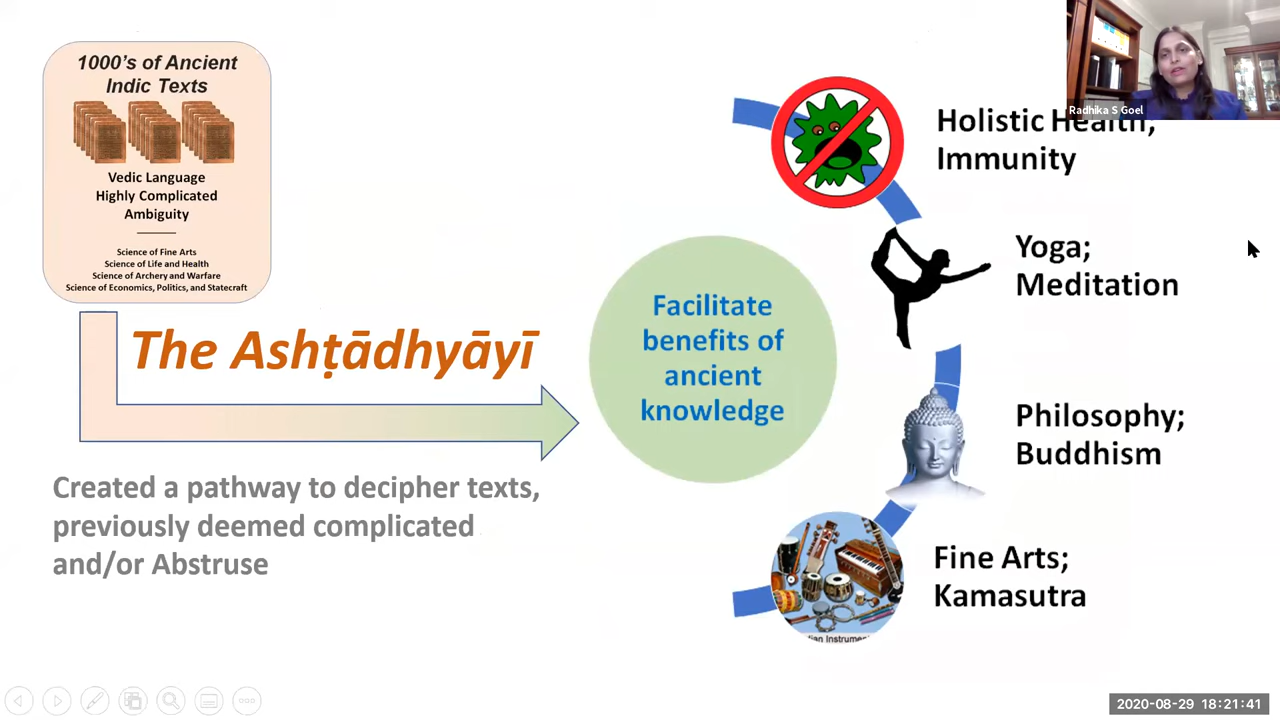 1000's of Ancient
Indic Texts
Vedic Language
Highly Complicated
Ambiguity
Science of Fine Arts
Science of Life and Health
Science of Archery and Warfare
Science of Economics, Politics, and Statecraft
The Ashṭādhyāyī
Created a pathway to decipher texts,
previously deemed complicated
and/or Abstruse
Facilitate
benefits of
ancient
knowledge
Radhika S Goel
Holistic Health;
Immunity
Yoga;
Meditation
Philosophy;
Buddhism
Fine Arts;
Kamasutra
2020-08-29 18:21:41